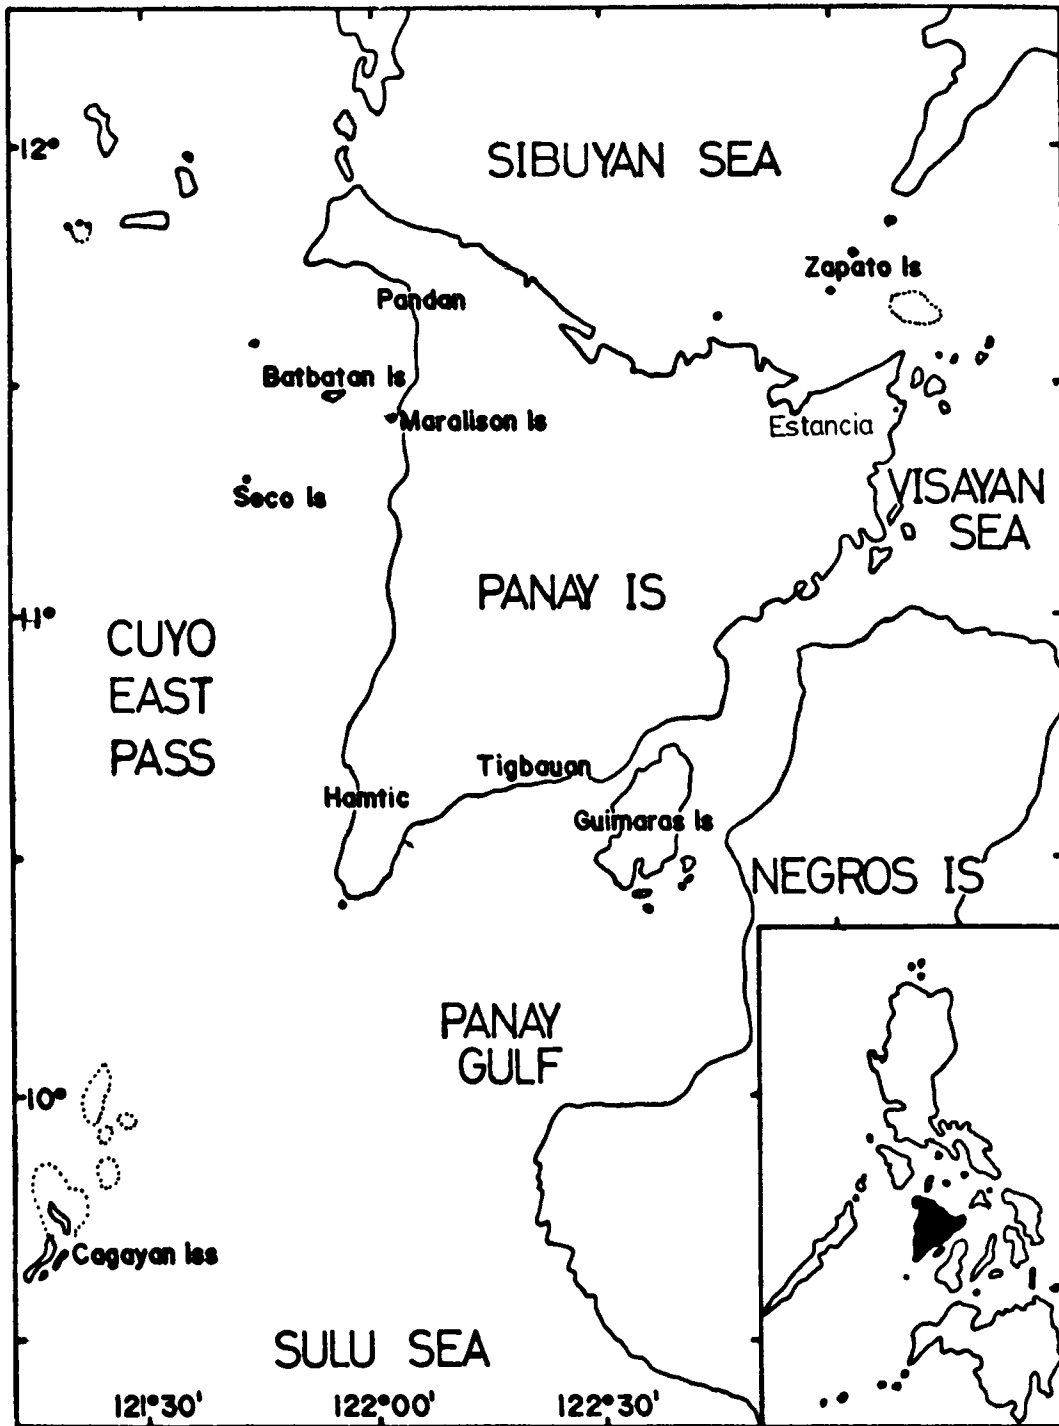 12°
SIBUYAN SEA
Zapato Is
Pandan
Batbatan Is
Maralison Is
Estancia
Seco Is
VISAYAN
SEA
PANAY IS
11°
CUYO
EAST
PASS
Tigbauan
Hamtic
Guimaras Is
NEGROS IS
PANAY
GULF
10°
Cagayan Iss
SULU SEA
121°30'
122°00'
122°30'